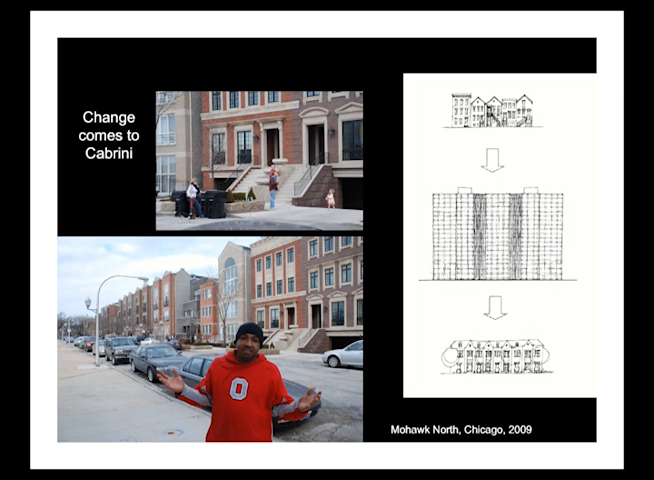 Change
comes to
Cabrini
O
Mohawk North, Chicago, 2009